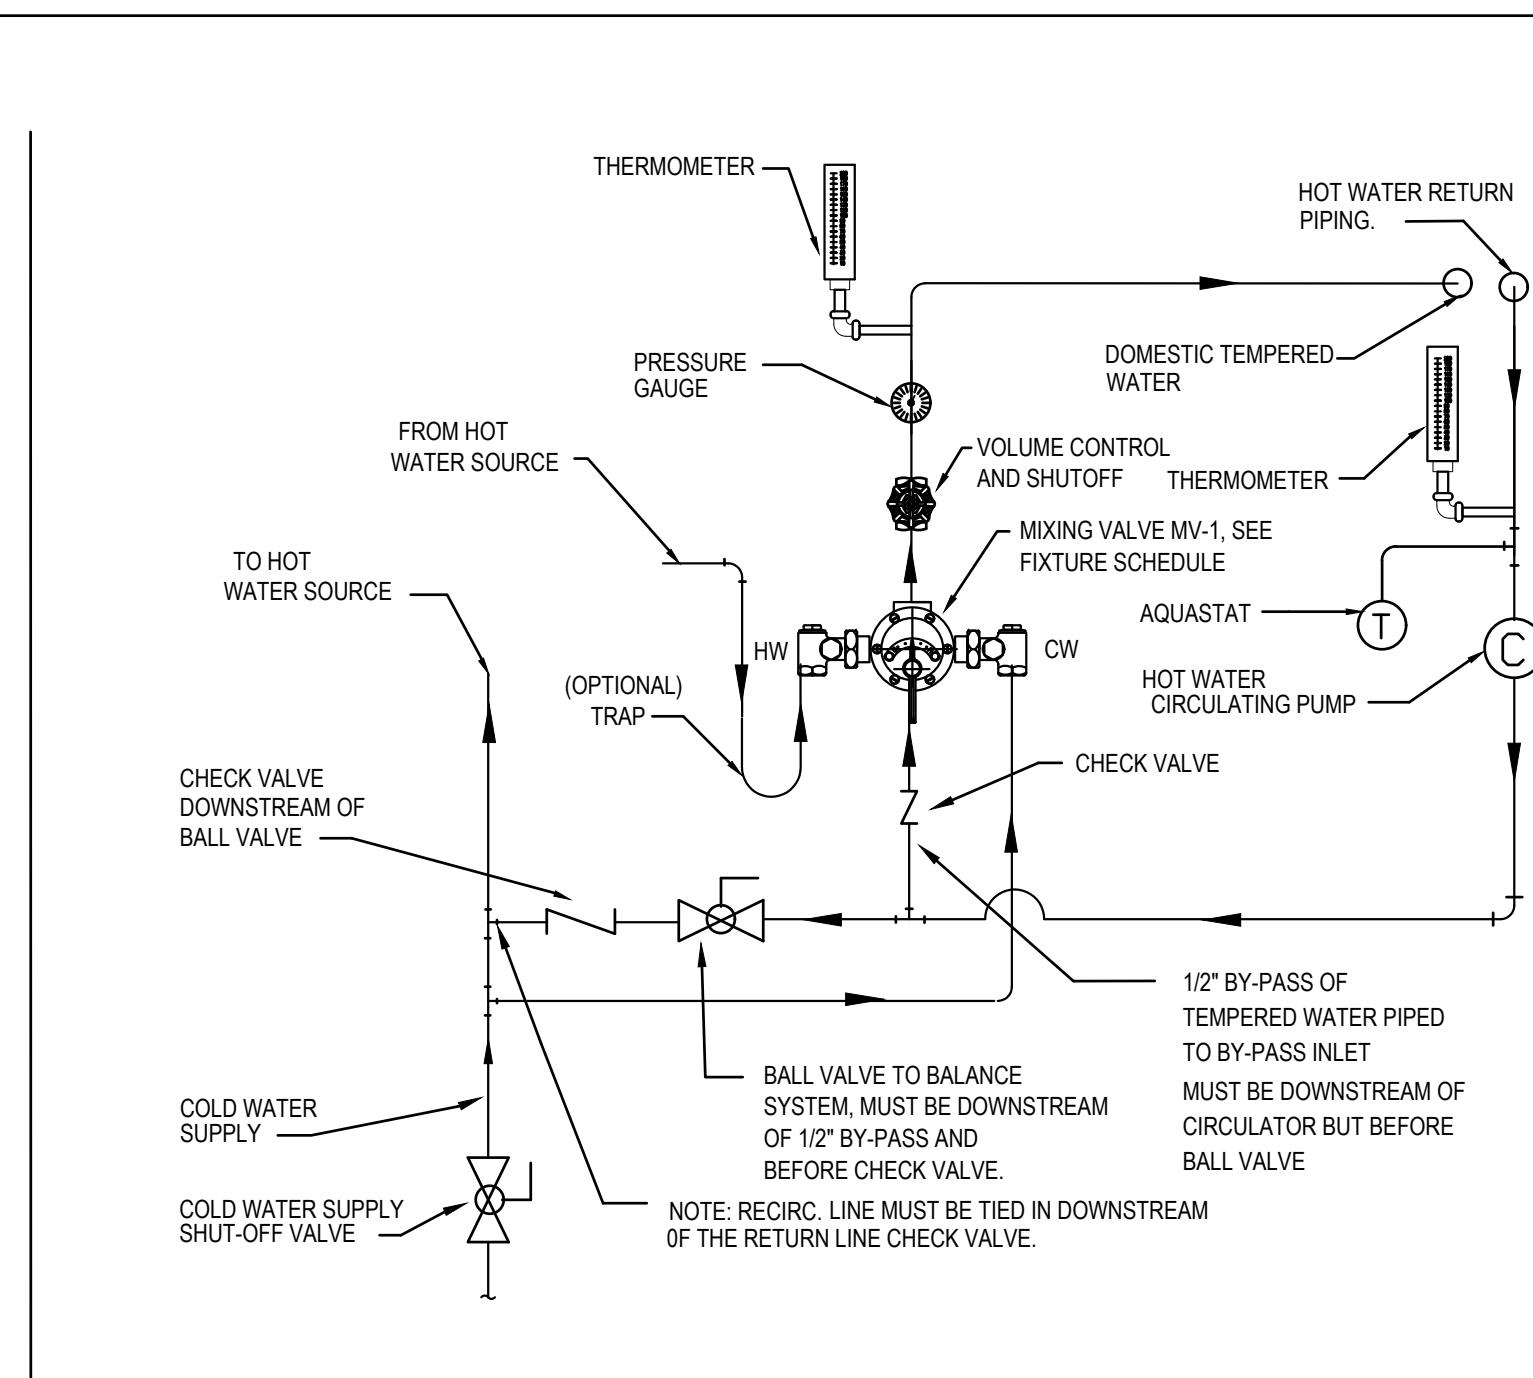 THERMOMETER
HOT WATER RETURN
PIPING.
PRESSURE
GAUGE
DOMESTIC TEMPERED
WATER
FROM HOT
WATER SOURCE
VOLUME CONTROL
AND SHUTOFF
THERMOMETER
MIXING VALVE MV-1, SEE
FIXTURE SCHEDULE
TO HOT
WATER SOURCE
AQUASTAT
T
C
HW
CW
(OPTIONAL)
TRAP
HOT WATER
CIRCULATING PUMP
CHECK VALVE
CHECK VALVE
DOWNSTREAM OF
BALL VALVE
1/2" BY-PASS OF
TEMPERED WATER PIPED
TO BY-PASS INLET
MUST BE DOWNSTREAM OF
CIRCULATOR BUT BEFORE
BALL VALVE
BALL VALVE TO BALANCE
SYSTEM, MUST BE DOWNSTREAM
OF 1/2" BY-PASS AND
BEFORE CHECK VALVE.
COLD WATER
SUPPLY
COLD WATER SUPPLY
SHUT-OFF VALVE
NOTE: RECIRC. LINE MUST BE TIED IN DOWNSTREAM
0F THE RETURN LINE CHECK VALVE.